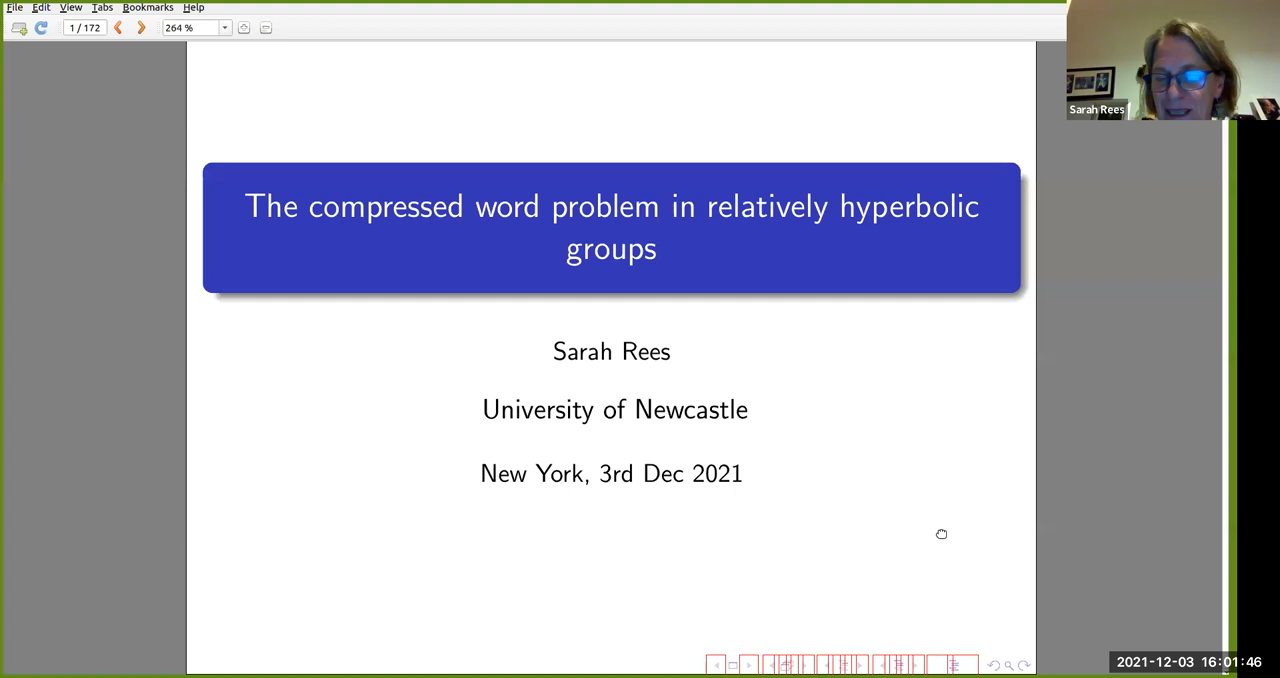 File Edit View Tabs Bookmarks Help
1 / 172
264 %
Sarah Rees
The compressed word problem in relatively hyperbolic
groups
Sarah Rees
University of Newcastle
New York, 3rd Dec 2021
2021-12-03 16:01:46